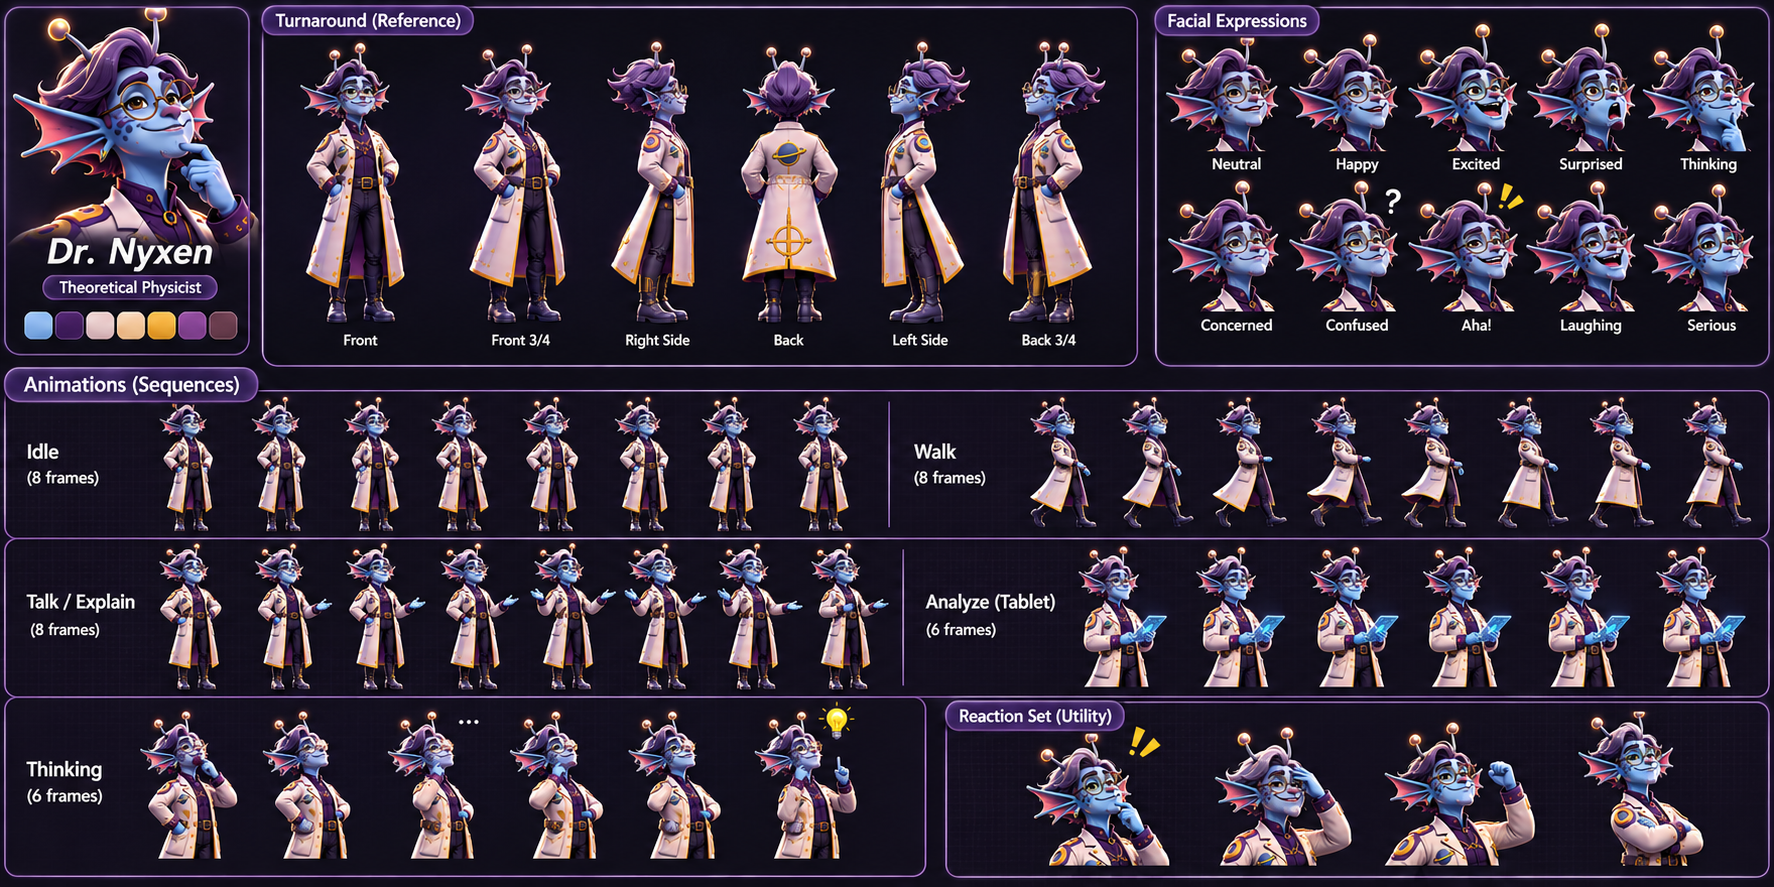 Dr. Nyxen
Theoretical Physicist
Turnaround (Reference)
Front
Front 3/4
Right Side
Back
Left Side
Back 3/4
Facial Expressions
Neutral
Happy
Excited
Surprised
Thinking
?
!!
Concerned
Confused
Aha!
Laughing
Serious
Animations (Sequences)
Idle
(8 frames)
Walk
(8 frames)
Talk / Explain
(8 frames)
Analyze (Tablet)
(6 frames)
Thinking
(6 frames)
...
Reaction Set (Utility)
!!